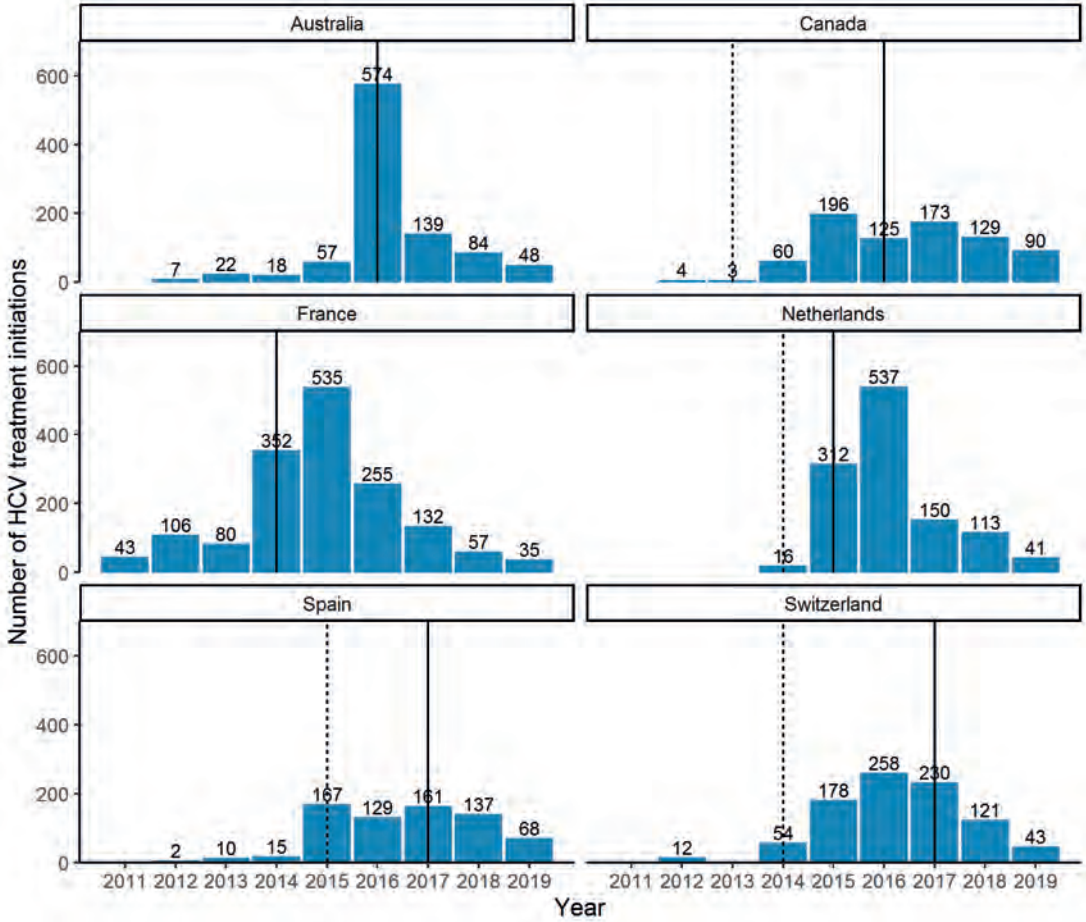 Number of HCV treatment initiations
Australia
600
400
200
0
7 22 18 57 574 139 84 48
Canada
4 3 60 196 125 173 129 90
France
600
400
200
0
43 106 80 352 535 255 132 57 35
Netherlands
16 312 537 150 113 41
Spain
600
400
200
0
2 10 15 167 129 161 137 68
2011 2012 2013 2014 2015 2016 2017 2018 2019
Switzerland
12 54 178 258 230 121 43
2011 2012 2013 2014 2015 2016 2017 2018 2019
Year